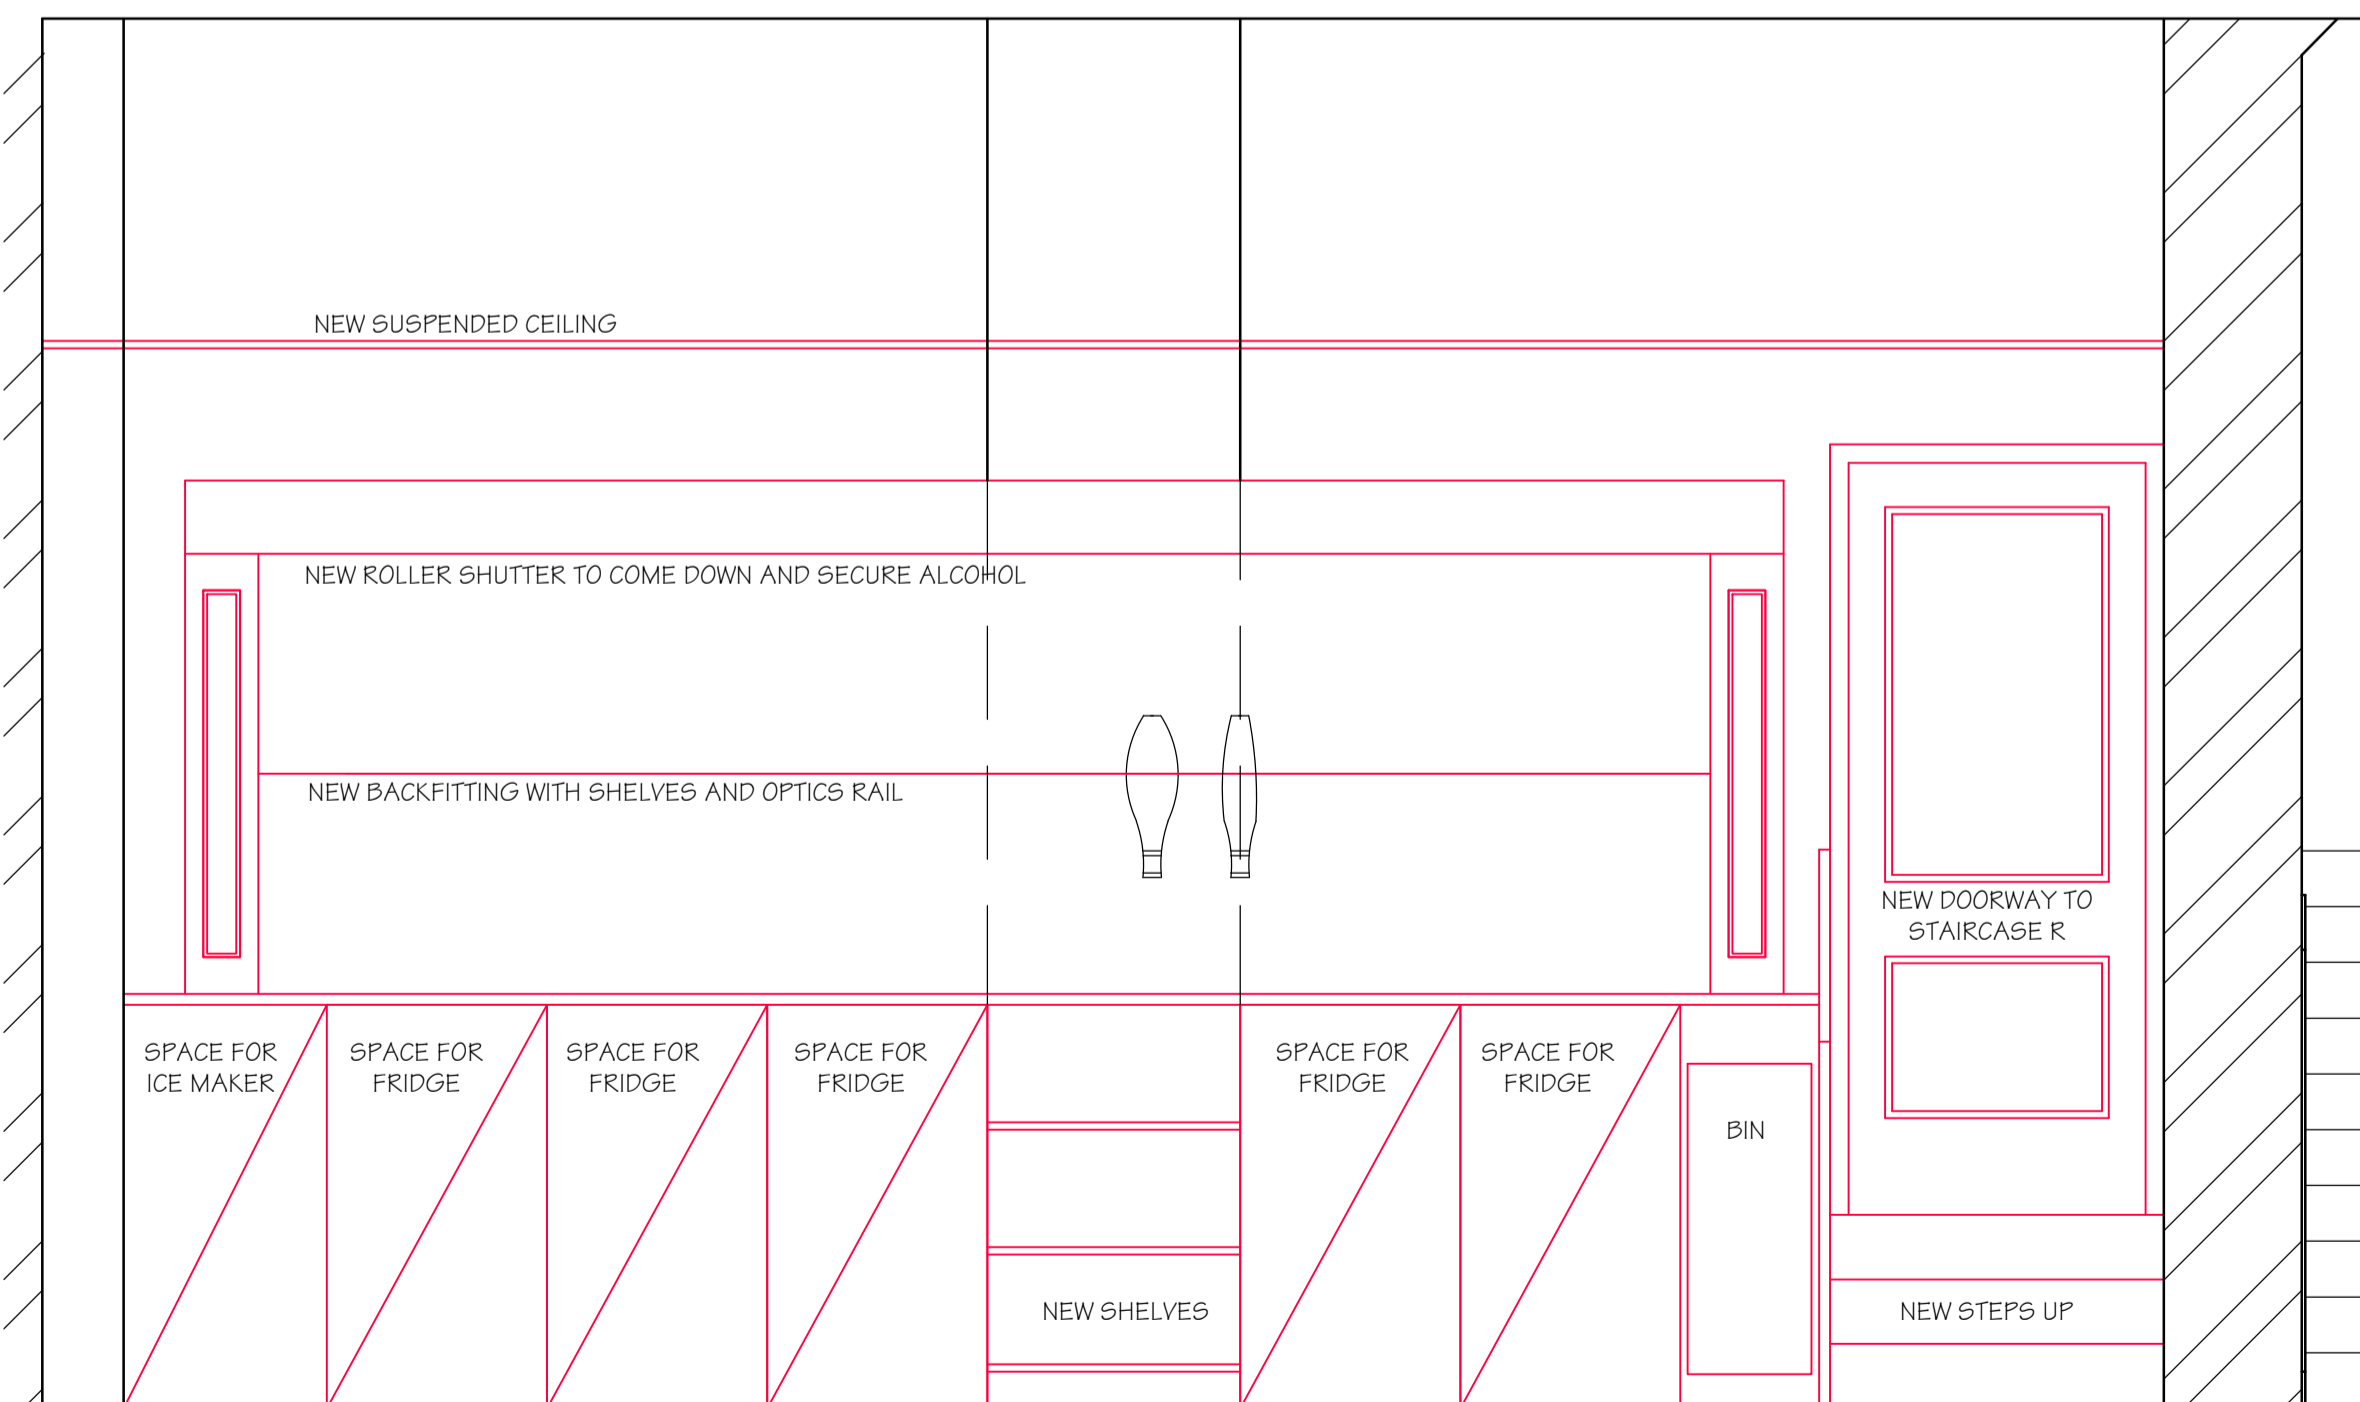 NEW SUSPENDED CEILING
NEW ROLLER SHUTTER TO COME DOWN AND SECURE ALCOHOL
NEW BACKFITTING WITH SHELVES AND OPTICS RAIL
NEW DOORWAY TO
STAIRCASE R
SPACE FOR
ICE MAKER
SPACE FOR
FRIDGE
SPACE FOR
FRIDGE
SPACE FOR
FRIDGE
SPACE FOR
FRIDGE
SPACE FOR
FRIDGE
BIN
NEW SHELVES
NEW STEPS UP